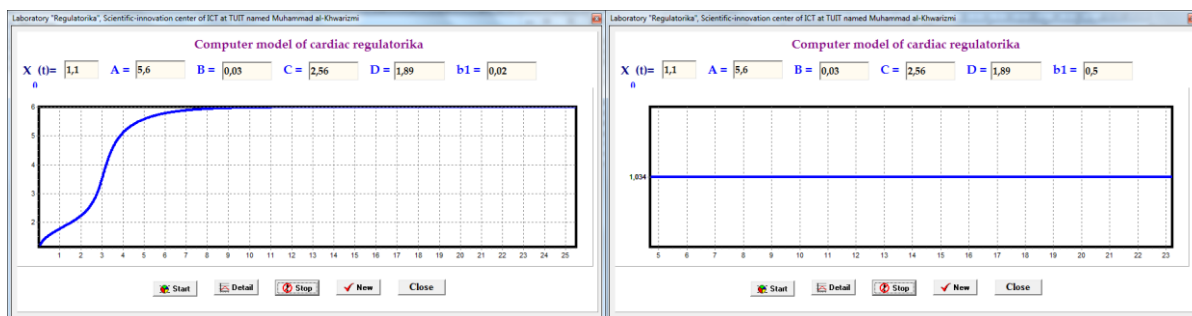 Laboratory "Regulatorika", Scientific-innovation center of ICT at TUIT named Muhammad al-Khwarizmi
Computer model of cardiac regulatorika
X (t)= 1,1 A = 5,6 B = 0,03 C = 2,56 D = 1,89 b1 = 0,02
0
6
5
4
3
2
1 2 3 4 5 6 7 8 9 10 11 12 13 14 15 16 17 18 19 20 21 22 23 24 25
Start Detail Stop New Close
Laboratory "Regulatorika", Scientific-innovation center of ICT at TUIT named Muhammad al-Khwarizmi
Computer model of cardiac regulatorika
X (t)= 1,1 A = 5,6 B = 0,03 C = 2,56 D = 1,89 b1 = 0,5
0
1,034
5 6 7 8 9 10 11 12 13 14 15 16 17 18 19 20 21 22 23
Start Detail Stop New Close